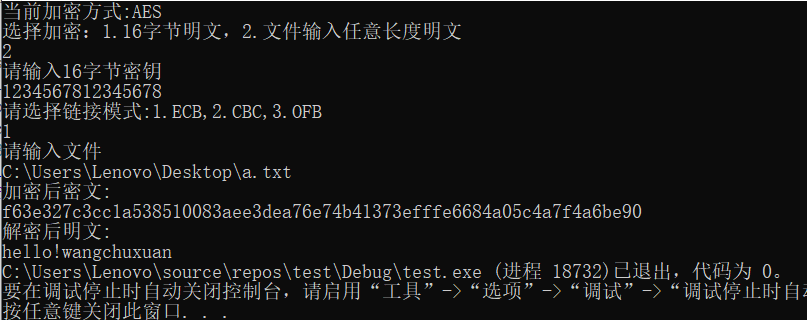 当前加密方式:AES
选择加密：1.16字节明文，2.文件输入任意长度明文
2
请输入16字节密钥
1234567812345678
请选择链接模式:1.ECB,2.CBC,3.OFB
1
请输入文件
C:\Users\Lenovo\Desktop\a.txt
加密后密文:
f63e327c3cc1a538510083aee3dea76e74b41373efffe6684a05c4a7f4a6be90
解密后明文:
hello!wangchuxuan
C:\Users\Lenovo\source\repos\test\Debug\test.exe (进程 18732)已退出，代码为 0。
要在调试停止时自动关闭控制台，请启用“工具”->“选项”->“调试”->“调试停止时自动
按任意键关闭此窗口. . .